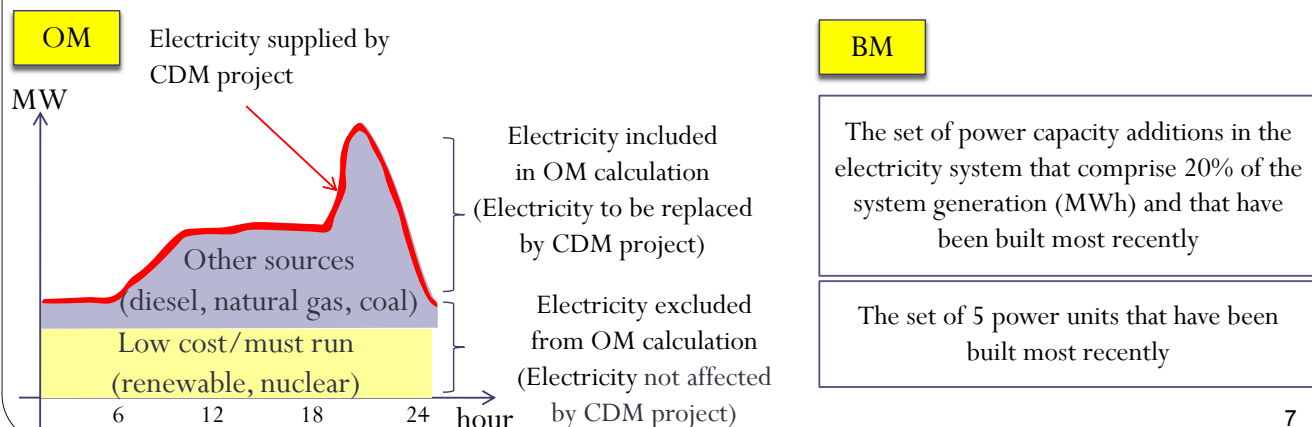 OM
Electricity supplied by
CDM project
MW
Other sources
(diesel, natural gas, coal)
Low cost/must run
(renewable, nuclear)
6 12 18 24 hour
Electricity included
in OM calculation
(Electricity to be replaced
by CDM project)
Electricity excluded
from OM calculation
(Electricity not affected
by CDM project)
BM
The set of power capacity additions in the
electricity system that comprise 20% of the
system generation (MWh) and that have
been built most recently
The set of 5 power units that have been
built most recently
7